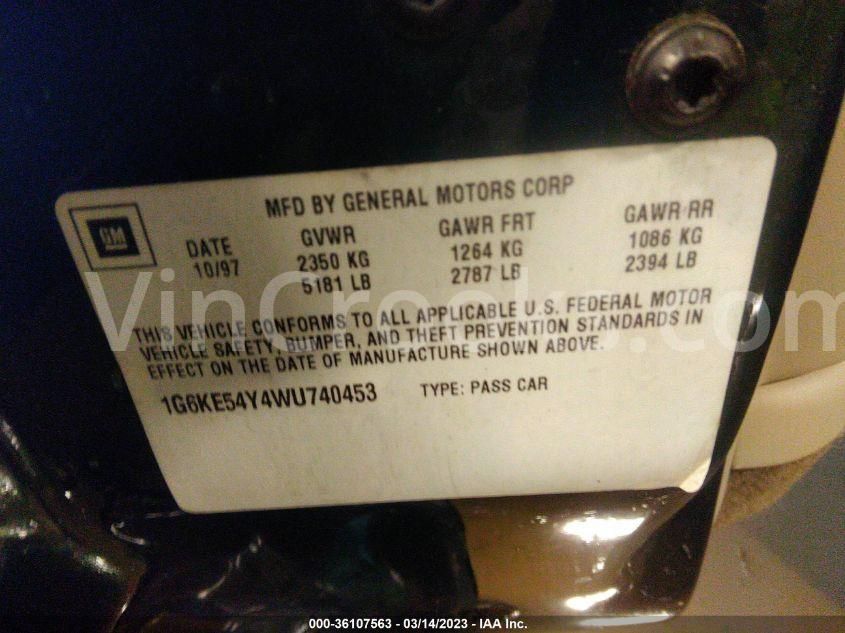 MFD BY GENERAL MOTORS CORP
GM
DATE GVWR GAWR FRT GAWR RR
10/97 2350 KG 1264 KG 1086 KG
5181 LB 2787 LB 2394 LB
THIS VEHICLE CONFORMS TO ALL APPLICABLE U.S. FEDERAL MOTOR
VEHICLE SAFETY, BUMPER, AND THEFT PREVENTION STANDARDS IN
EFFECT ON THE DATE OF MANUFACTURE SHOWN ABOVE.
1G6KE54Y4WU740453 TYPE: PASS CAR
VinCrooks.com
000-36107563 - 03/14/2023 - IAA Inc.